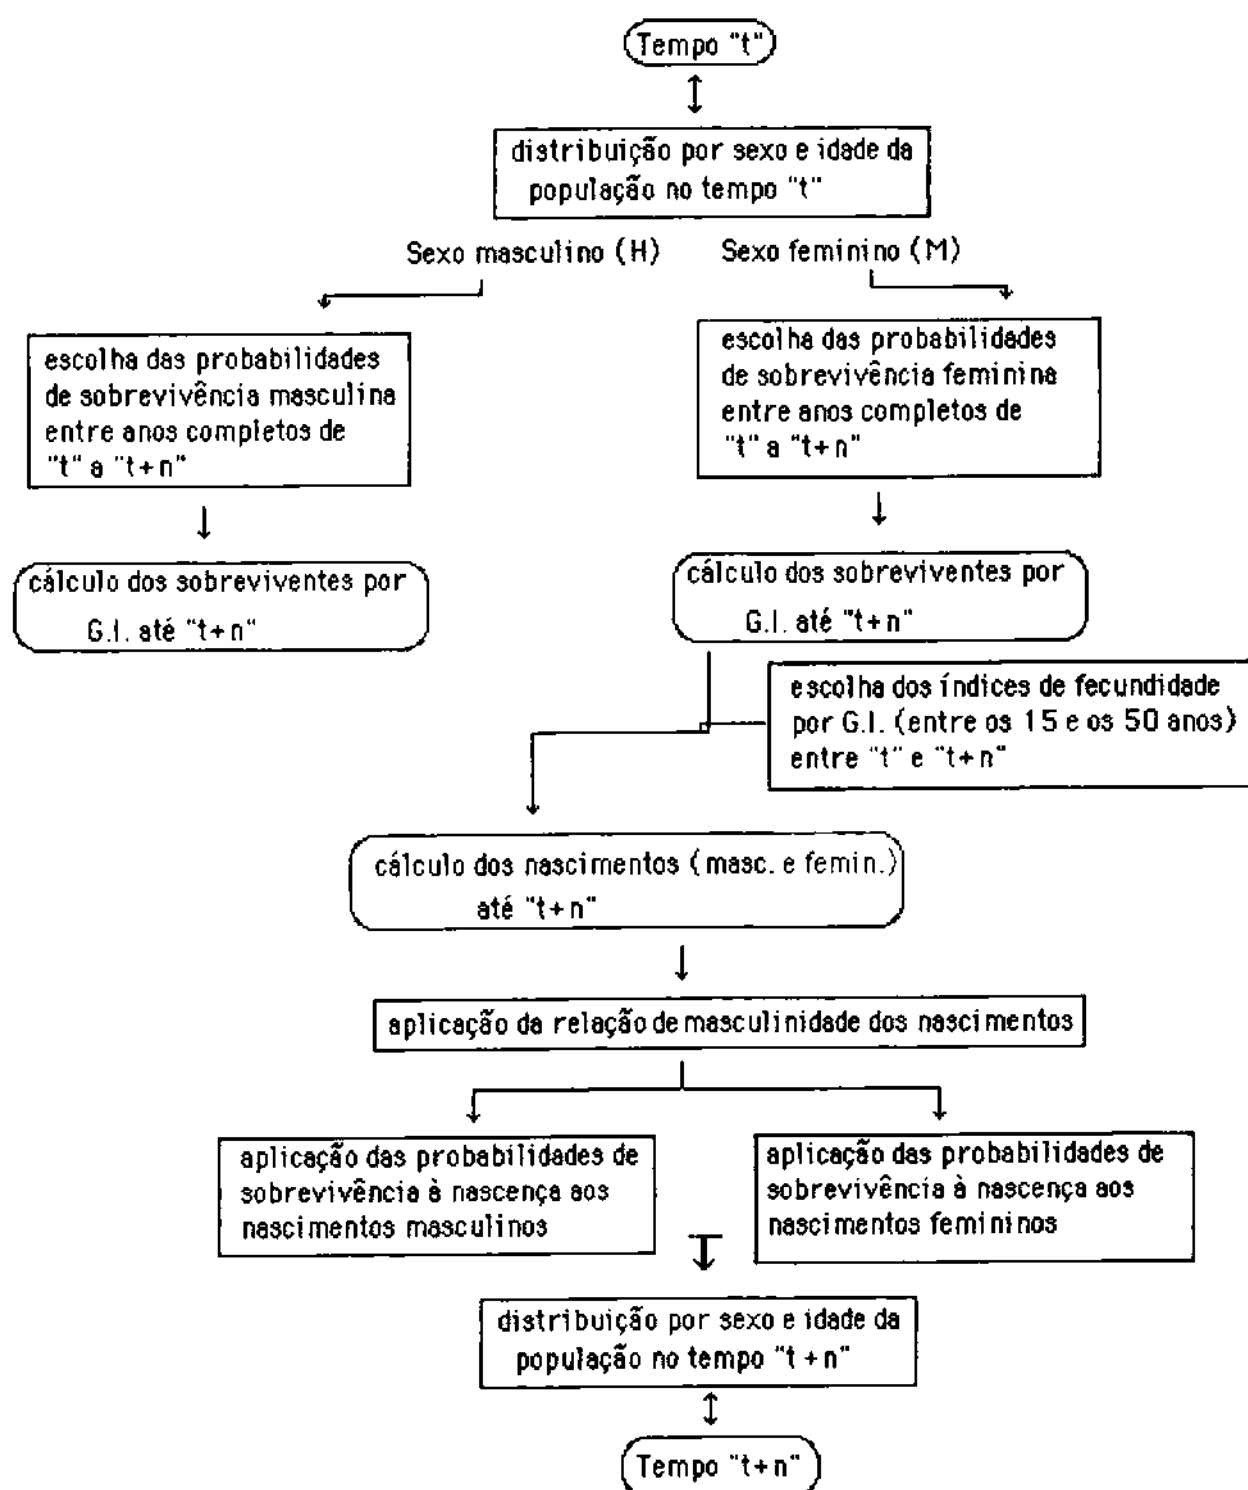 Tempo "t"
distribuição por sexo e idade da
população no tempo "t"
Sexo masculino (H)
Sexo feminino (M)
escolha das probabilidades
de sobrevivência masculina
entre anos completos de
"t" a "t+n"
escolha das probabilidades
de sobrevivência feminina
entre anos completos de
"t" a "t+n"
cálculo dos sobreviventes por
G.I. até "t+n"
cálculo dos sobreviventes por
G.I. até "t+n"
escolha dos índices de fecundidade
por G.I. (entre os 15 e os 50 anos)
entre "t" e "t+n"
cálculo dos nascimentos (masc. e femin.)
até "t+n"
aplicação da relação de masculinidade dos nascimentos
aplicação das probabilidades de
sobrevivência à nascença aos
nascimentos masculinos
aplicação das probabilidades de
sobrevivência à nascença aos
nascimentos femininos
distribuição por sexo e idade da
população no tempo "t+n"
Tempo "t+n"